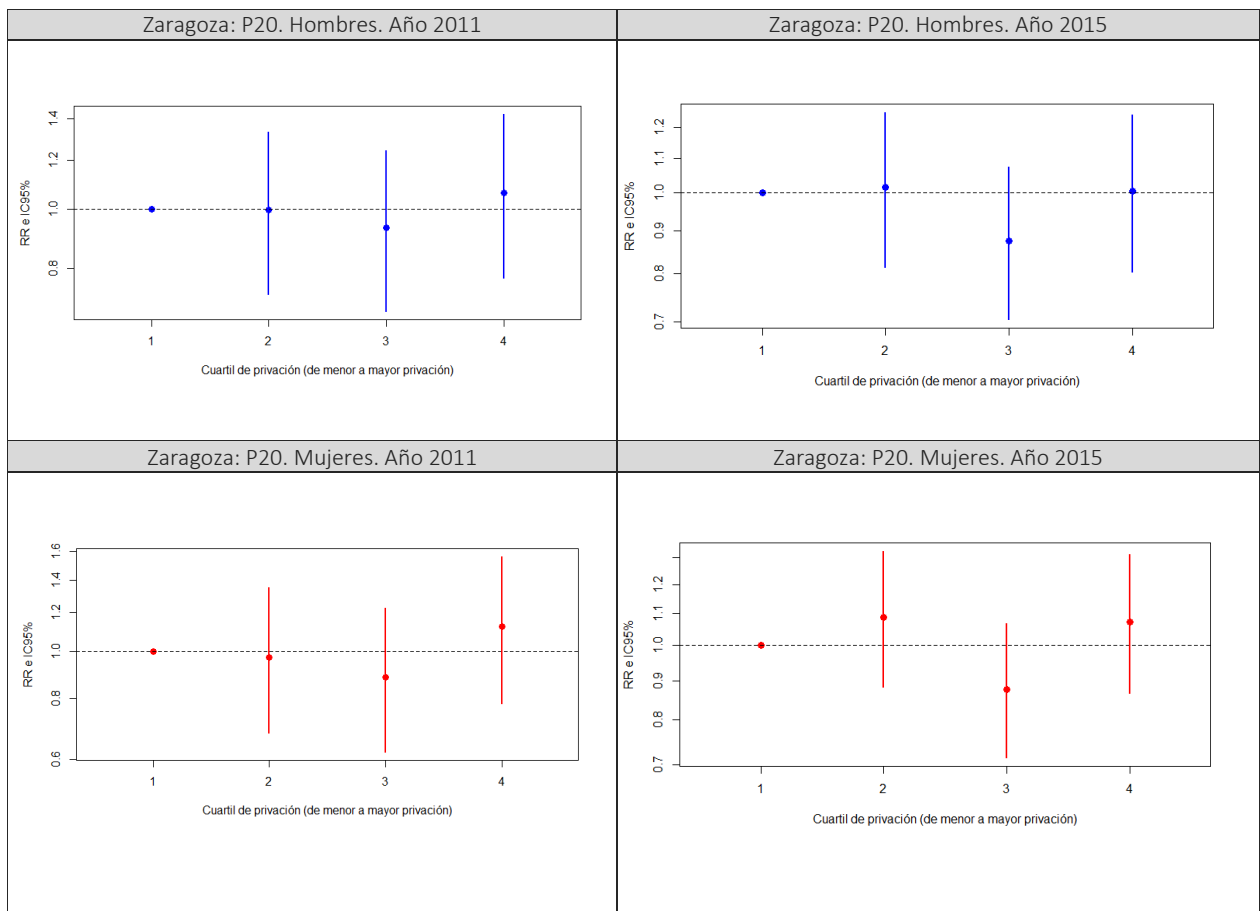 Zaragoza: P20. Hombres. Año 2011
1.4
1.2
1.0
0.8
RR e IC95%
1 2 3 4
Cuartil de privación (de menor a mayor privación)
Zaragoza: P20. Hombres. Año 2015
1.2
1.1
1.0
0.9
0.8
0.7
RR e IC95%
1 2 3 4
Cuartil de privación (de menor a mayor privación)
Zaragoza: P20. Mujeres. Año 2011
1.6
1.4
1.2
1.0
0.8
0.6
RR e IC95%
1 2 3 4
Cuartil de privación (de menor a mayor privación)
Zaragoza: P20. Mujeres. Año 2015
1.2
1.1
1.0
0.9
0.8
0.7
RR e IC95%
1 2 3 4
Cuartil de privación (de menor a mayor privación)